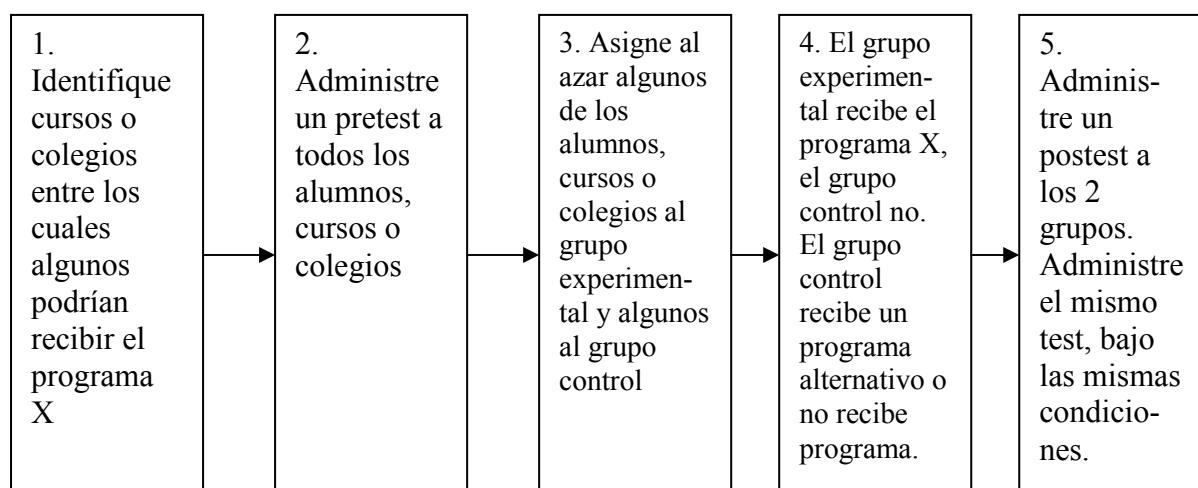 1.
Identifique
cursos o
colegios
entre los
cuales
algunos
podrían
recibir el
programa
X
2.
Administre
un pretest a
todos los
alumnos,
cursos o
colegios
3. Asigne al
azar algunos
de los
alumnos,
cursos o
colegios al
grupo
experimen-
tal y algunos
al grupo
control
4. El grupo
experimen-
tal recibe el
programa X,
el grupo
control no.
El grupo
control
recibe un
programa
alternativo o
no recibe
programa.
5.
Adminis-
tre un
postest a
los 2
grupos.
Administre
el mismo
test, bajo
las mismas
condicio-
nes.